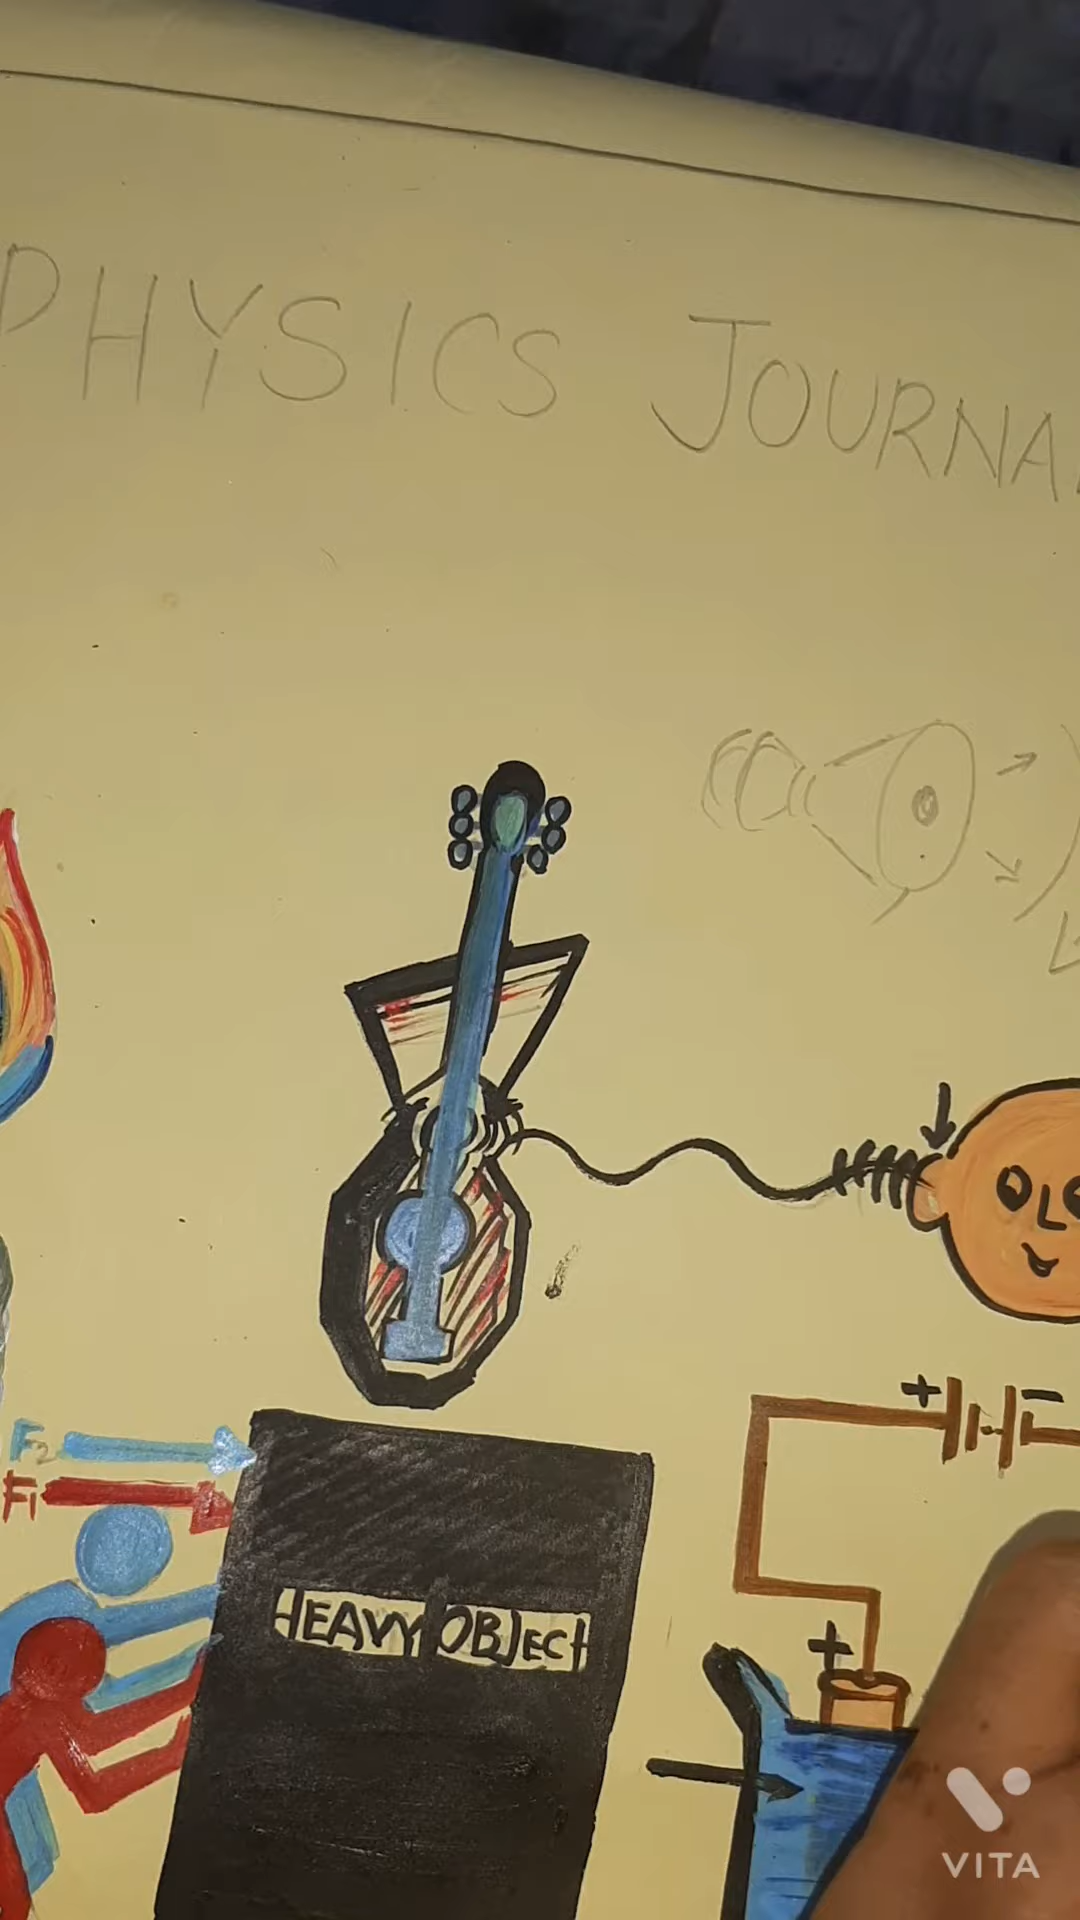 PHYSICS JOURNA
+ -
F2
F1
HEAVY OBJECT
+
VITA